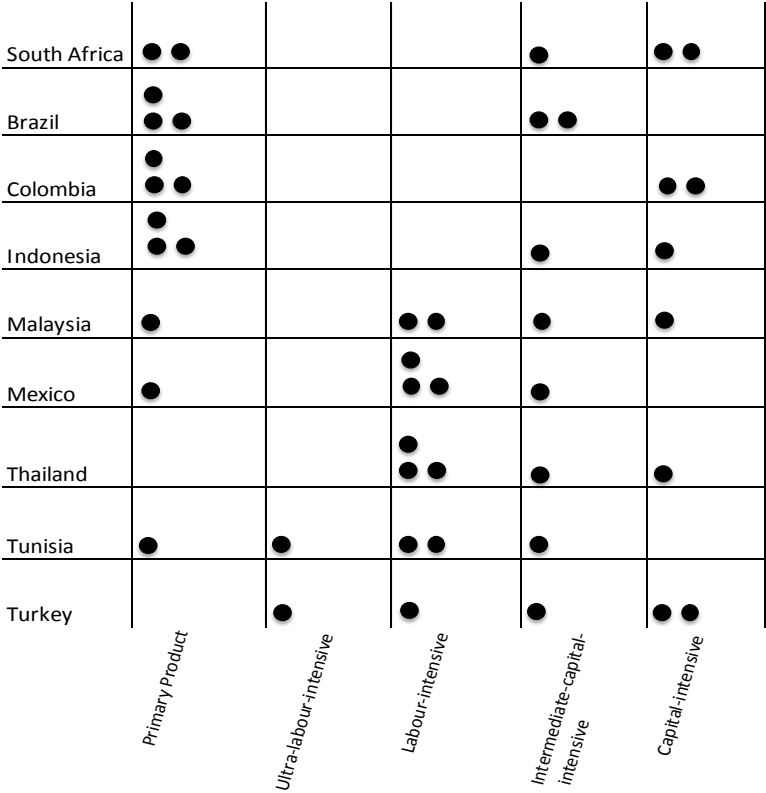 South Africa
Brazil
Colombia
Indonesia
Malaysia
Mexico
Thailand
Tunisia
Turkey
Primary Product
Ultra-labour-intensive
Labour-intensive
Intermediate-capital-
intensive
Capital-intensive